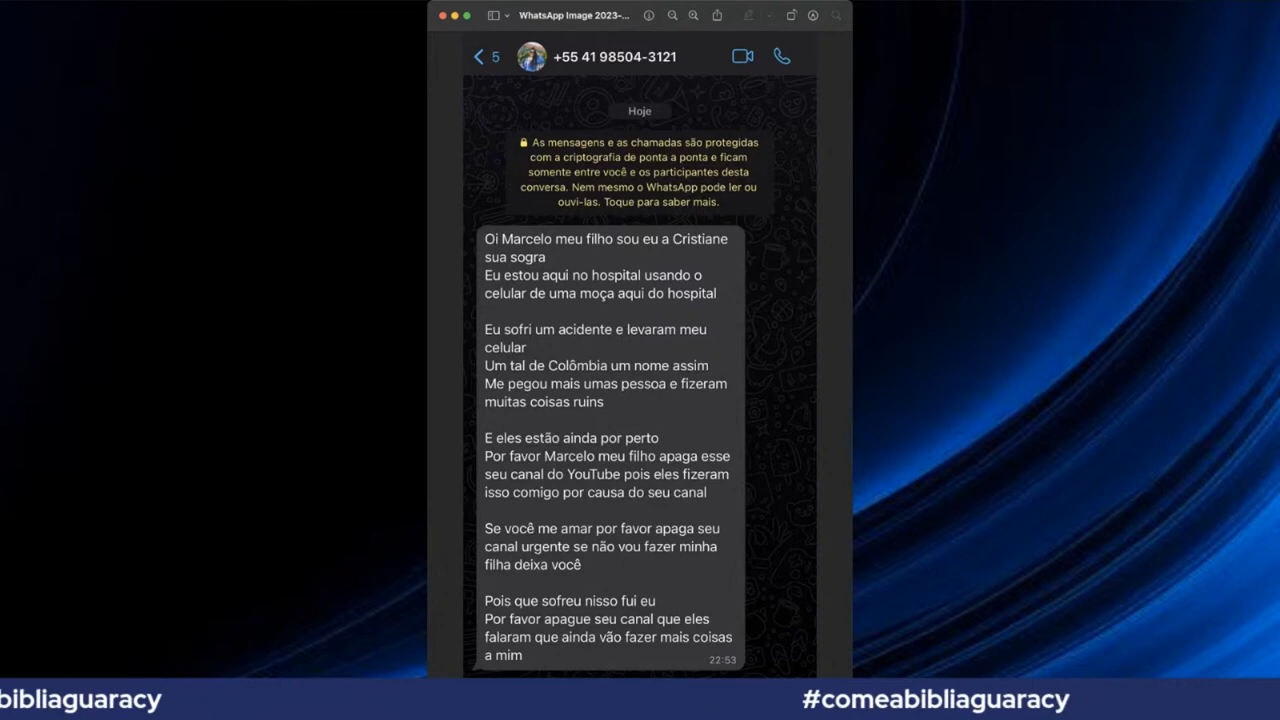 WhatsApp Image 2023-...
5
+55 41 98504-3121
Hoje
As mensagens e as chamadas são protegidas
com a criptografia de ponta a ponta e ficam
somente entre você e os participantes desta
conversa. Nem mesmo o WhatsApp pode ler ou
ouvi-las. Toque para saber mais.
Oi Marcelo meu filho sou eu a Cristiane
sua sogra
Eu estou aqui no hospital usando o
celular de uma moça aqui do hospital
Eu sofri um acidente e levaram meu
celular
Um tal de Colômbia um nome assim
Me pegou mais umas pessoa e fizeram
muitas coisas ruins
E eles estão ainda por perto
Por favor Marcelo meu filho apaga esse
seu canal do YouTube pois eles fizeram
isso comigo por causa do seu canal
Se você me amar por favor apaga seu
canal urgente se não vou fazer minha
filha deixa você
Pois que sofreu nisso fui eu
Por favor apague seu canal que eles
falaram que ainda vão fazer mais coisas
a mim
22:53
bibliaguaracy
#comeabibliaguaracy